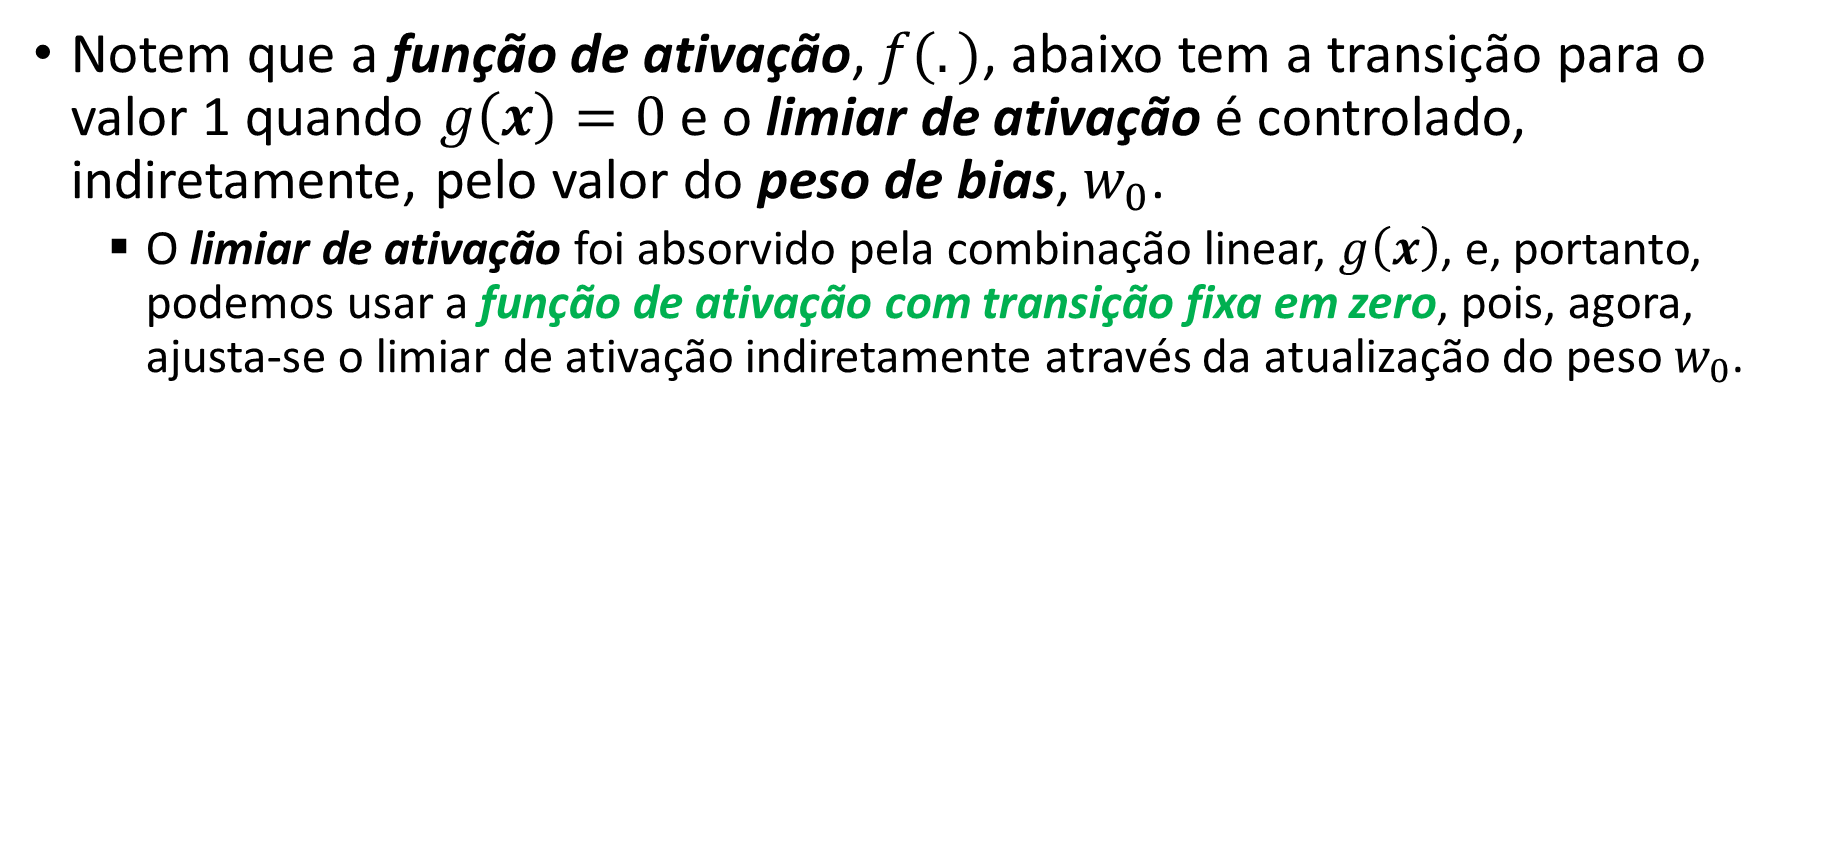 • Notem que a função de ativação, f(.), abaixo tem a transição para o
valor 1 quando g(x) = 0 e o limiar de ativação é controlado,
indiretamente, pelo valor do peso de bias, w₀.
▪ O limiar de ativação foi absorvido pela combinação linear, g(x), e, portanto,
podemos usar a função de ativação com transição fixa em zero, pois, agora,
ajusta-se o limiar de ativação indiretamente através da atualização do peso w₀.